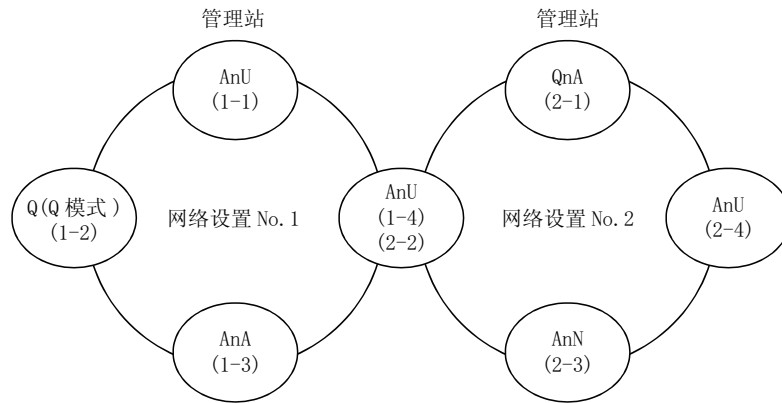 管理站
管理站
AnU
(1-1)
QnA
(2-1)
Q(Q 模式)
(1-2)
网络设置 No.1
AnU
(1-4)
(2-2)
网络设置 No.2
AnU
(2-4)
AnA
(1-3)
AnN
(2-3)